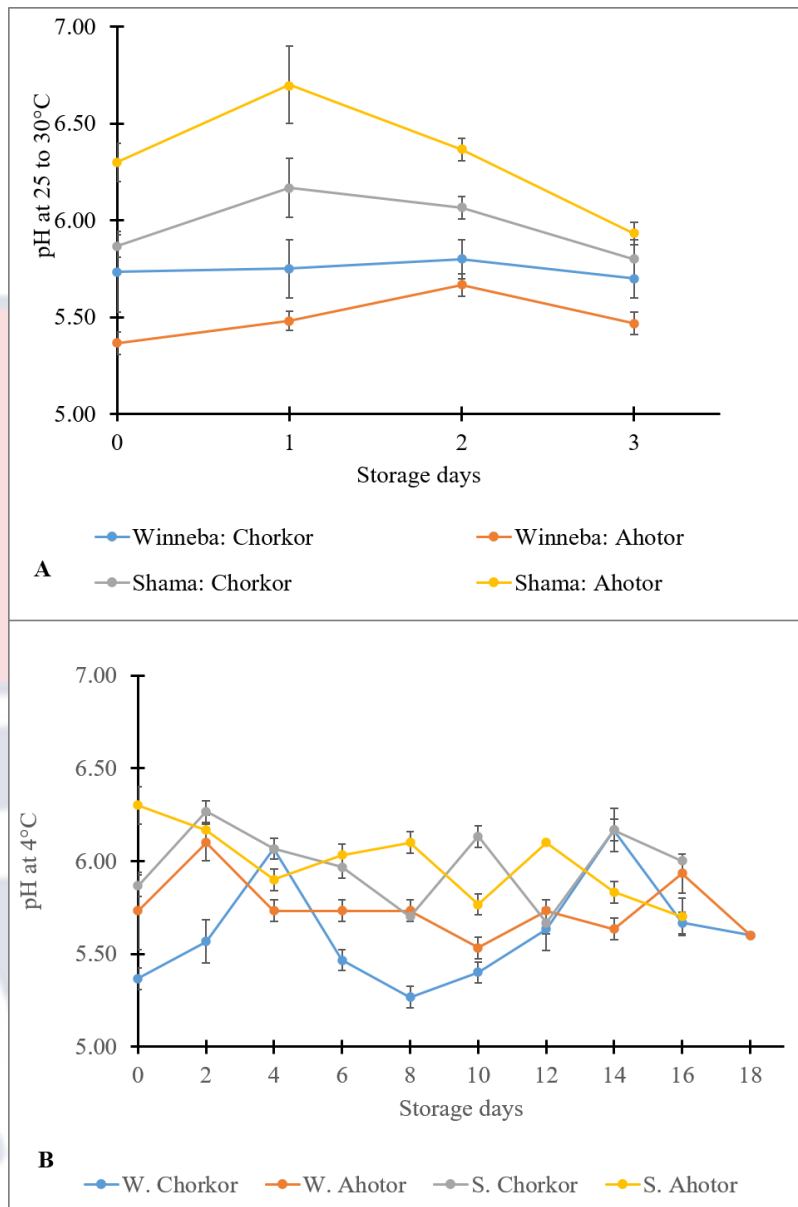 7.00
6.50
6.00
5.50
5.00
pH at 25 to 30°C
0 1 2 3
Storage days
Winneba: Chorkor Winneba: Ahotor
Shama: Chorkor Shama: Ahotor
A
7.00
6.50
6.00
5.50
5.00
pH at 4°C
0 2 4 6 8 10 12 14 16 18
Storage days
B
W. Chorkor W. Ahotor S. Chorkor S. Ahotor